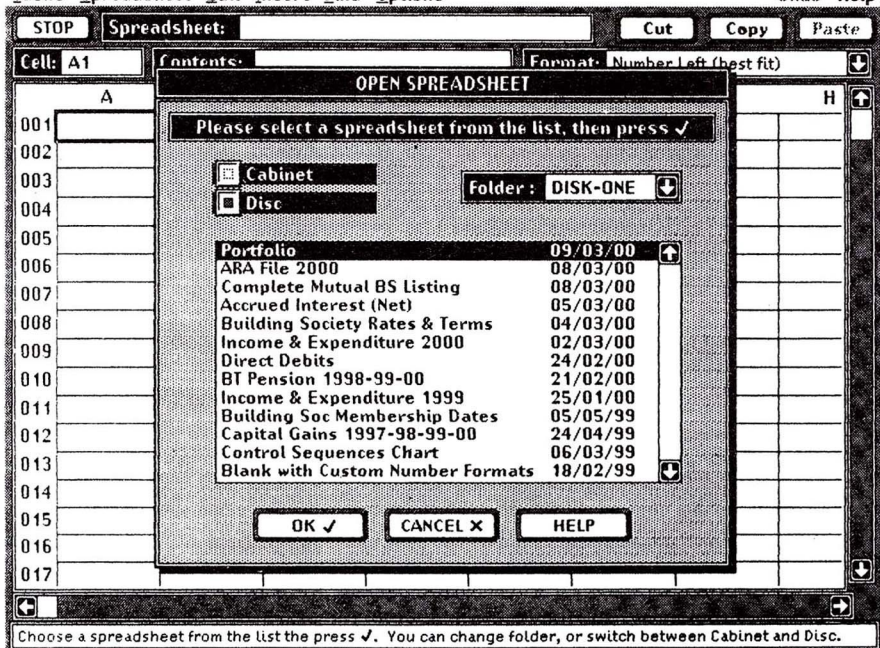 STOP Spreadsheet: Cut Copy Paste
Cell: A1 Contents: Format: Number Left (best fit)
OPEN SPREADSHEET
A H
Please select a spreadsheet from the list, then press ✓
001
002
003
004
005
006
007
008
009
010
011
012
013
014
015
016
017
Cabinet
Disc
Folder: DISK-ONE
Portfolio 09/03/00
ARA File 2000 08/03/00
Complete Mutual BS Listing 08/03/00
Accrued Interest (Net) 05/03/00
Building Society Rates & Terms 04/03/00
Income & Expenditure 2000 02/03/00
Direct Debits 24/02/00
BT Pension 1998-99-00 21/02/00
Income & Expenditure 1999 25/01/00
Building Soc Membership Dates 05/05/99
Capital Gains 1997-98-99-00 24/04/99
Control Sequences Chart 06/03/99
Blank with Custom Number Formats 18/02/99
OK ✓ CANCEL X HELP
Choose a spreadsheet from the list the press ✓. You can change folder, or switch between Cabinet and Disc.